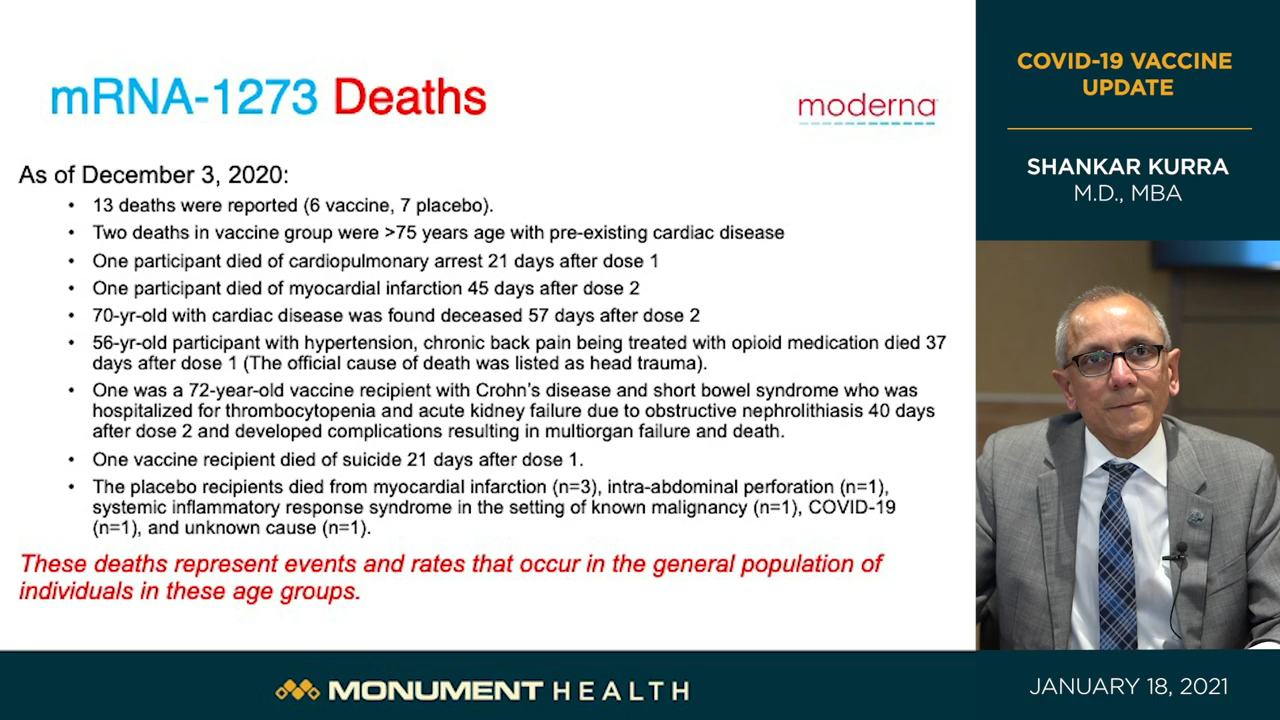 mRNA-1273 Deaths
moderna
As of December 3, 2020:
• 13 deaths were reported (6 vaccine, 7 placebo).
• Two deaths in vaccine group were >75 years age with pre-existing cardiac disease
• One participant died of cardiopulmonary arrest 21 days after dose 1
• One participant died of myocardial infarction 45 days after dose 2
• 70-yr-old with cardiac disease was found deceased 57 days after dose 2
• 56-yr-old participant with hypertension, chronic back pain being treated with opioid medication died 37
days after dose 1 (The official cause of death was listed as head trauma).
• One was a 72-year-old vaccine recipient with Crohn's disease and short bowel syndrome who was
hospitalized for thrombocytopenia and acute kidney failure due to obstructive nephrolithiasis 40 days
after dose 2 and developed complications resulting in multiorgan failure and death.
• One vaccine recipient died of suicide 21 days after dose 1.
• The placebo recipients died from myocardial infarction (n=3), intra-abdominal perforation (n=1),
systemic inflammatory response syndrome in the setting of known malignancy (n=1), COVID-19
(n=1), and unknown cause (n=1).
These deaths represent events and rates that occur in the general population of
individuals in these age groups.
COVID-19 VACCINE
UPDATE
SHANKAR KURRA
M.D., MBA
MONUMENT HEALTH
JANUARY 18, 2021